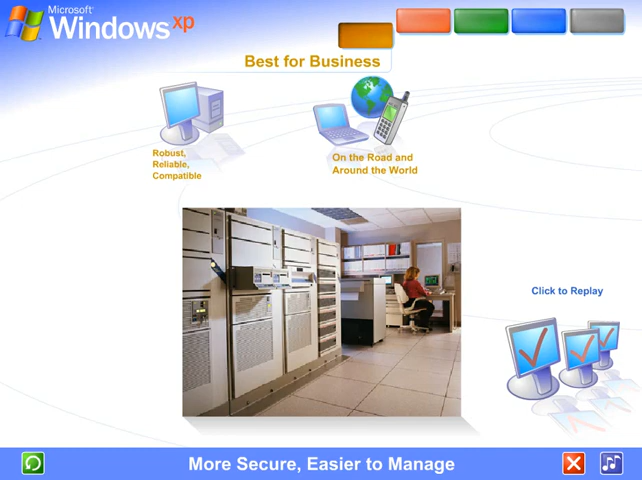 Microsoft®
Windows xp
Best for Business
Robust,
Reliable,
Compatible
On the Road and
Around the World
Click to Replay
More Secure, Easier to Manage